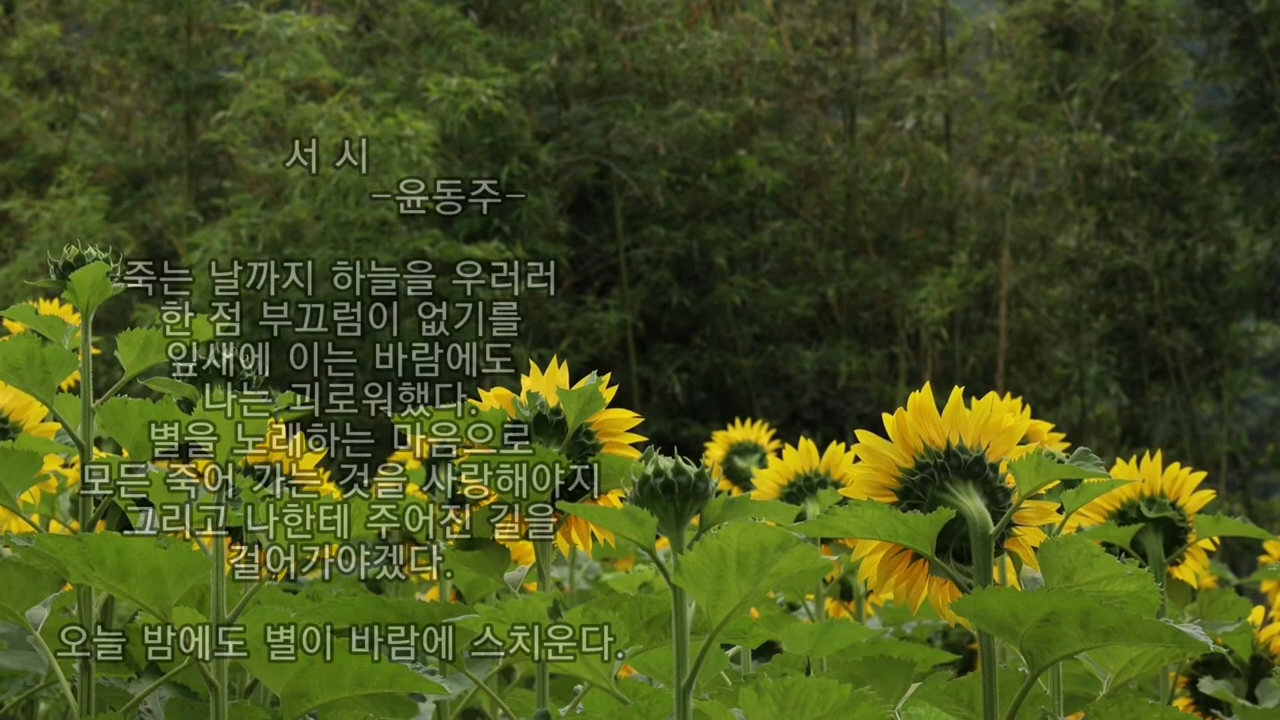 서 시
-윤동주-
죽는 날까지 하늘을 우러러
한 점 부끄럼이 없기를
잎새에 이는 바람에도
나는 괴로워했다.
별을 노래하는 마음으로
모든 죽어 가는 것을 사랑해야지
그리고 나한테 주어진 길을
걸어가야겠다.
오늘 밤에도 별이 바람에 스치운다.